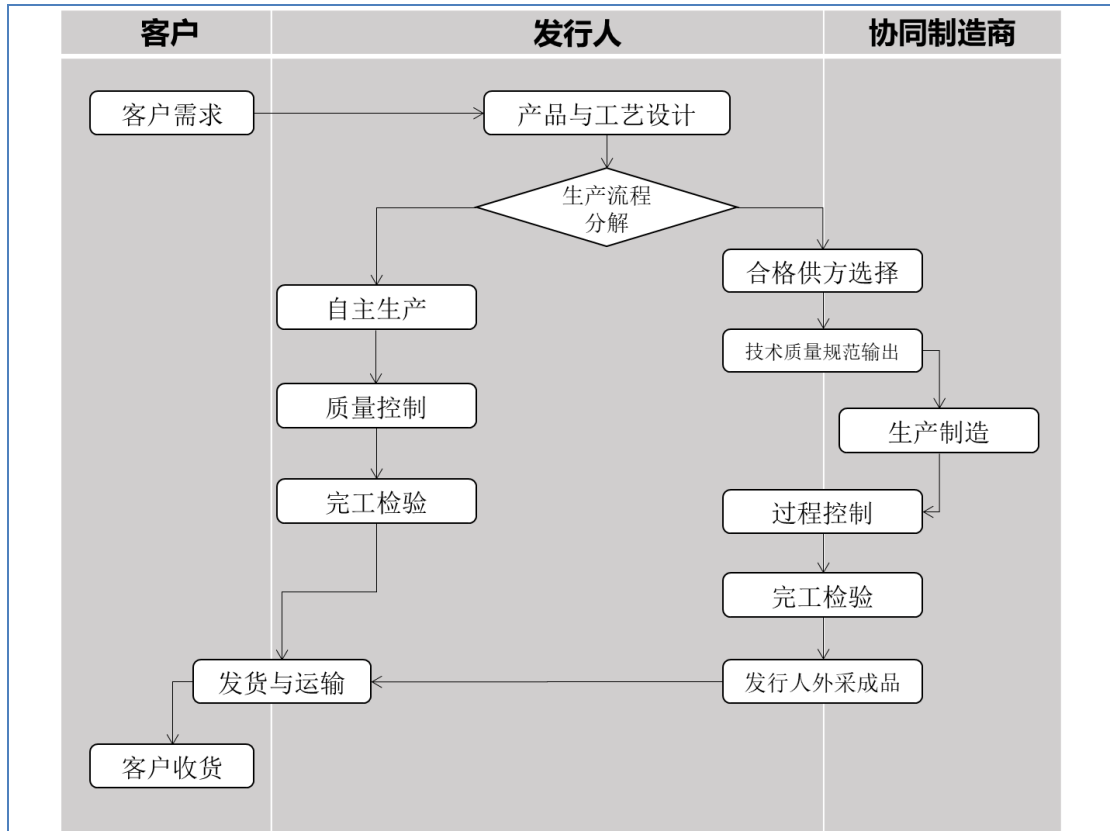 客户
发行人
协同制造商
客户需求
产品与工艺设计
生产流程
分解
合格供方选择
自主生产
技术质量规范输出
质量控制
生产制造
完工检验
过程控制
完工检验
发货与运输
发行人外采成品
客户收货